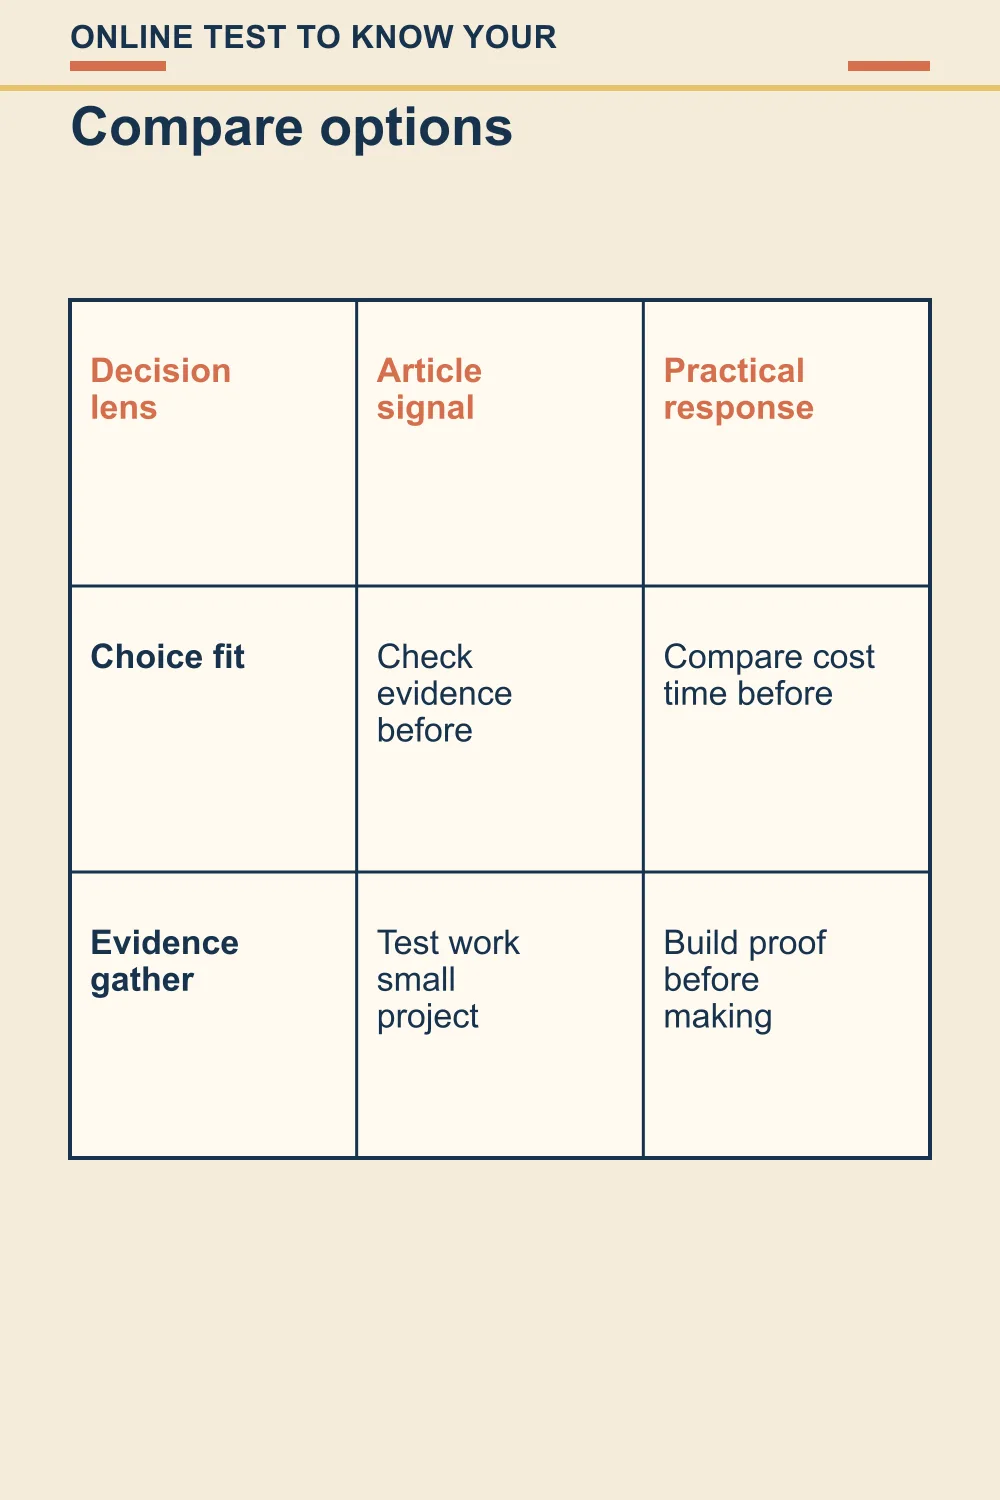 ONLINE TEST TO KNOW YOUR
Compare options
Decision
lens
Article
signal
Practical
response
Choice fit
Check
evidence
before
Compare cost
time before
Evidence
gather
Test work
small
project
Build proof
before
making